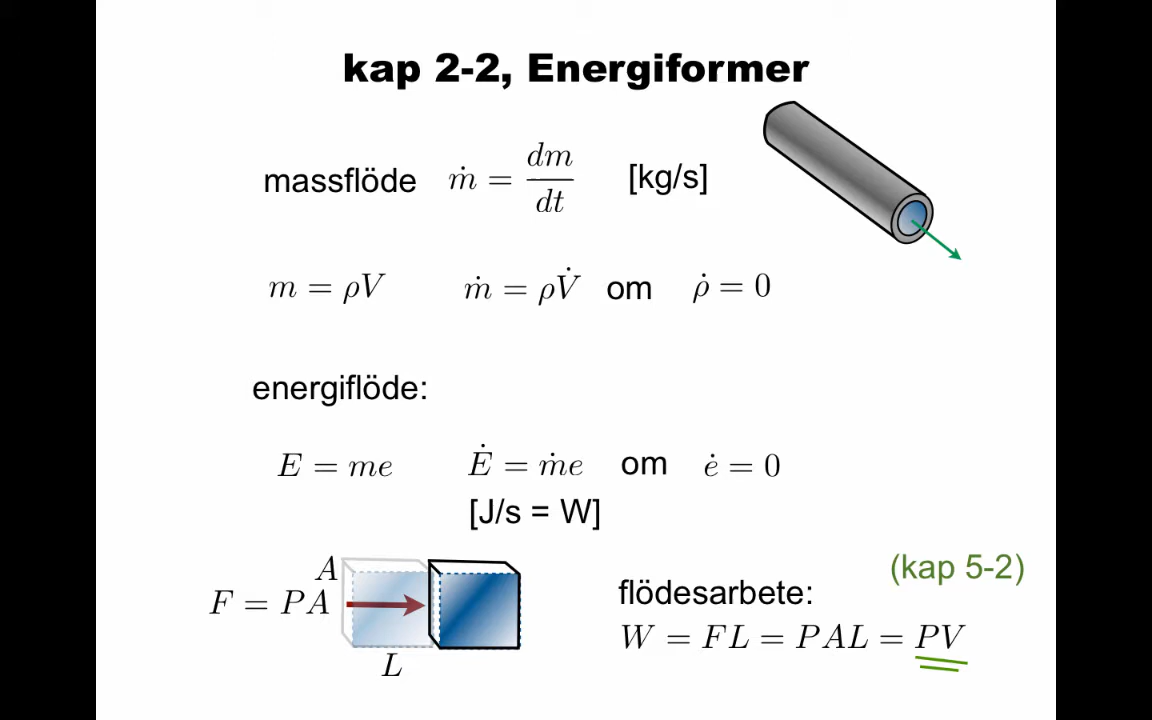 kap 2-2, Energiformer
massflöde ṁ = dm/dt [kg/s]
m = ρV ṁ = ρV̇ om ρ̇ = 0
energiflöde:
E = me Ė = ṁe om ė = 0
[J/s = W]
(kap 5-2)
A
F = PA
L
flödesarbete:
W = FL = PAL = PV